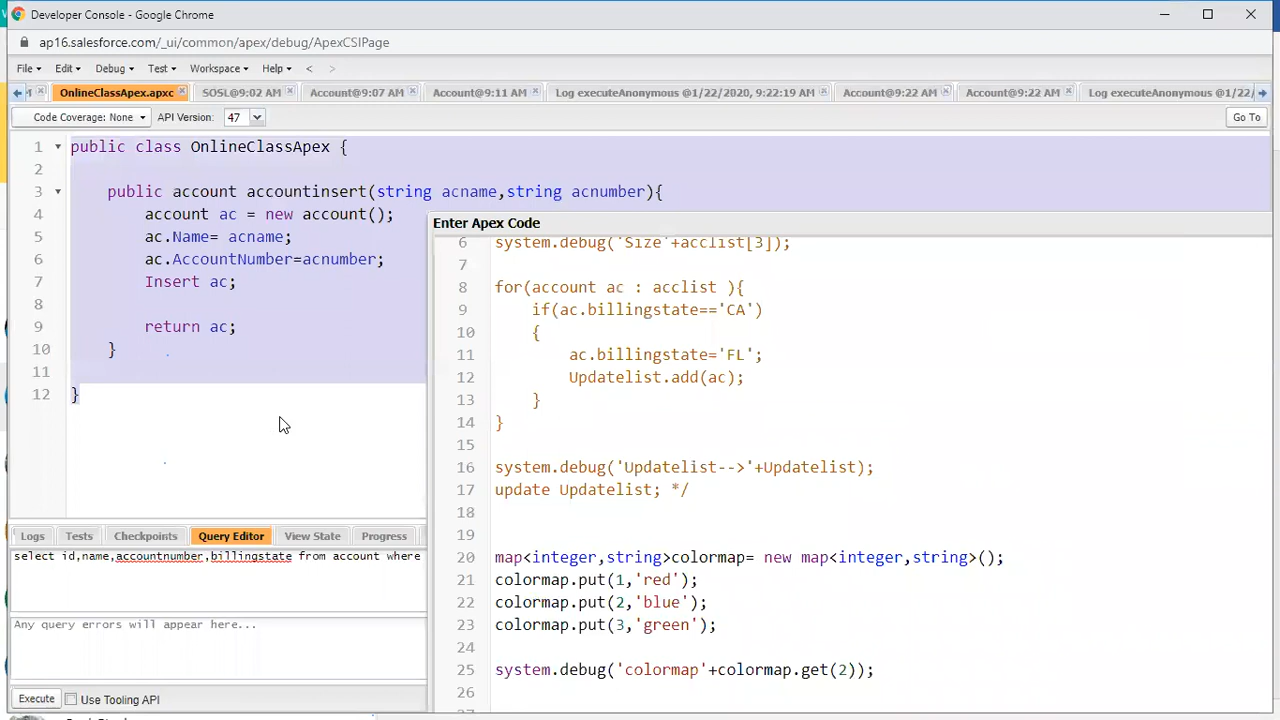 Developer Console - Google Chrome
ap16.salesforce.com/_ui/common/apex/debug/ApexCSIPage
File Edit Debug Test Workspace Help < >
OnlineClassApex.apxc SOSL@9:02 AM Account@9:07 AM Account@9:11 AM Log executeAnonymous @1/22/2020, 9:22:19 AM Account@9:22 AM Account@9:22 AM Log executeAnonymous @1/22/
Code Coverage: None API Version: 47 Go To
1 public class OnlineClassApex {
2
3 public account accountinsert(string acname,string acnumber){
4 account ac = new account();
5 ac.Name= acname;
6 ac.AccountNumber=acnumber;
7 Insert ac;
8
9 return ac;
10 }
11
12 }
Enter Apex Code
6 system.debug('Size'+acclist[3]);
7
8 for(account ac : acclist ){
9 if(ac.billingstate=='CA')
10 {
11 ac.billingstate='FL';
12 Updatelist.add(ac);
13 }
14 }
15
16 system.debug('Updatelist-->'+Updatelist);
17 update Updatelist; */
18
19
20 map<integer,string>colormap= new map<integer,string>();
21 colormap.put(1,'red');
22 colormap.put(2,'blue');
23 colormap.put(3,'green');
24
25 system.debug('colormap'+colormap.get(2));
26
Logs Tests Checkpoints Query Editor View State Progress
select id,name,accountnumber,billingstate from account where
Any query errors will appear here...
Execute Use Tooling API